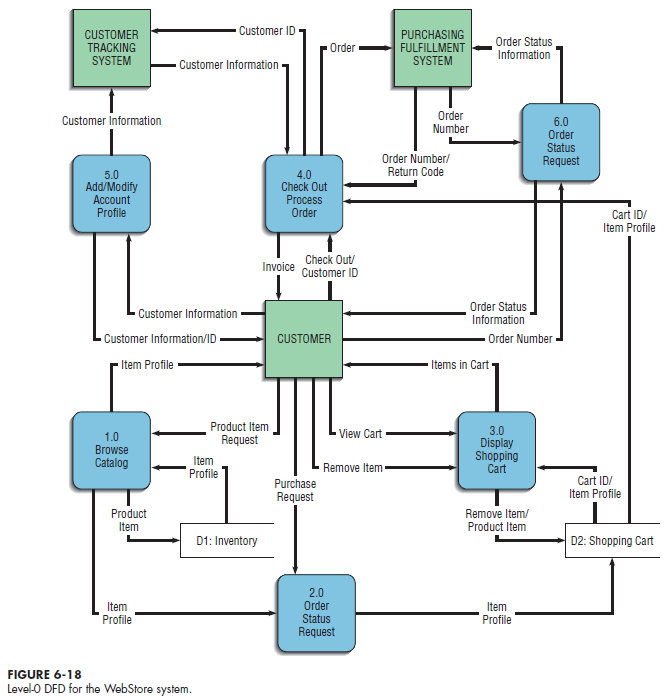 CUSTOMER
TRACKING
SYSTEM
Customer ID
Customer Information
Order
PURCHASING
FULFILLMENT
SYSTEM
Order Status
Information
Customer Information
Order
Number
6.0
Order
Status
Request
Order Number/
Return Code
5.0
Add/Modify
Account
Profile
4.0
Check Out
Process
Order
Cart ID/
Item Profile
Invoice
Check Out/
Customer ID
Customer Information
Order Status
Information
Customer Information/ID
CUSTOMER
Order Number
Item Profile
Items in Cart
1.0
Browse
Catalog
Product Item
Request
View Cart
3.0
Display
Shopping
Cart
Item
Profile
Remove Item
Purchase
Request
Cart ID/
Item Profile
Product
Item
Remove Item/
Product Item
D1: Inventory
D2: Shopping Cart
2.0
Order
Status
Request
Item
Profile
Item
Profile
FIGURE 6-18
Level-0 DFD for the WebStore system.